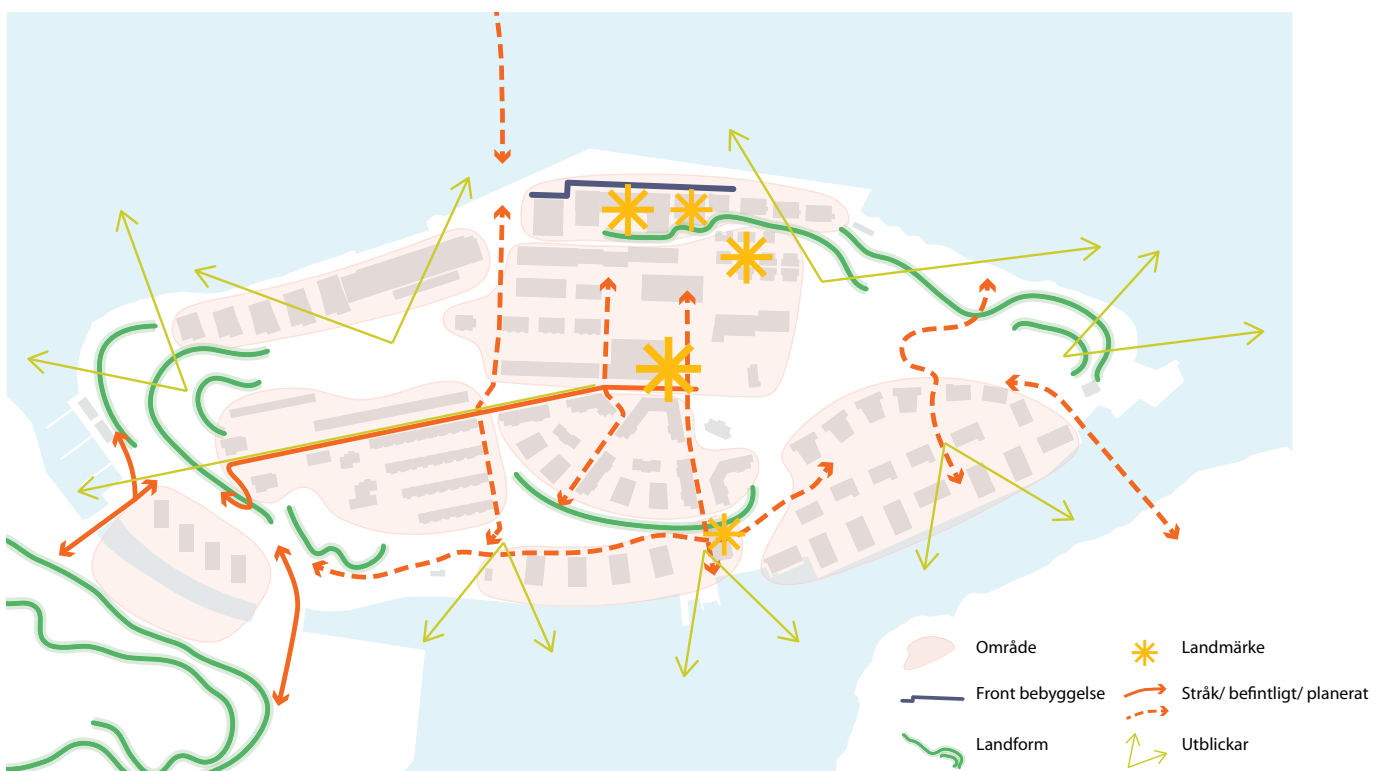 Område
Landmärke
Front bebyggelse
Stråk/ befintligt/ planerat
Landform
Utblickar